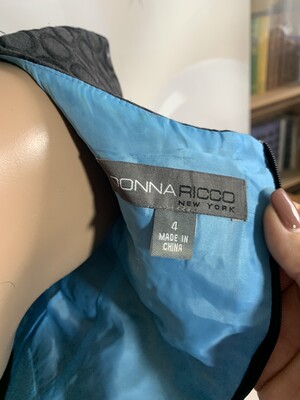 DONNA RICCO
NEW YORK
4
MADE IN
CHINA